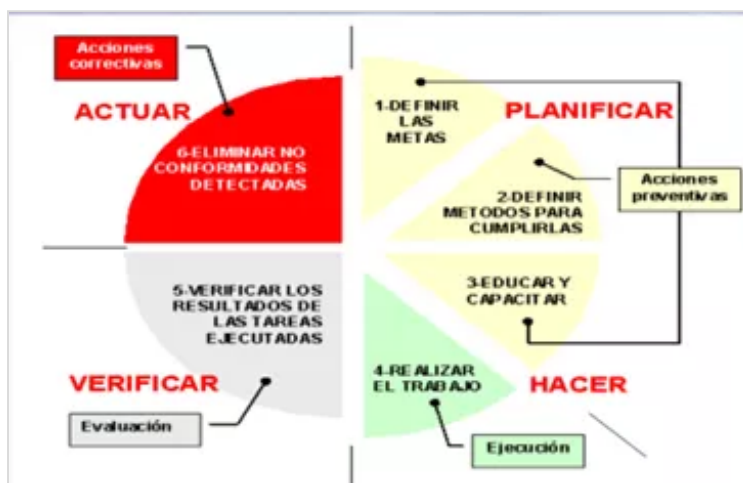 Acciones
correctivas
ACTUAR
6-ELIMINAR NO
CONFORMIDADES
DETECTADAS
1-DEFINIR
LAS
METAS
PLANIFICAR
Acciones
preventivas
2-DEFINIR
METODOS PARA
CUMPLIRLAS
3-EDUCAR Y
CAPACITAR
5-VERIFICAR LOS
RESULTADOS DE
LAS TAREAS
EJECUTADAS
4-REALIZAR
EL TRABAJO
VERIFICAR
HACER
Evaluación
Ejecución